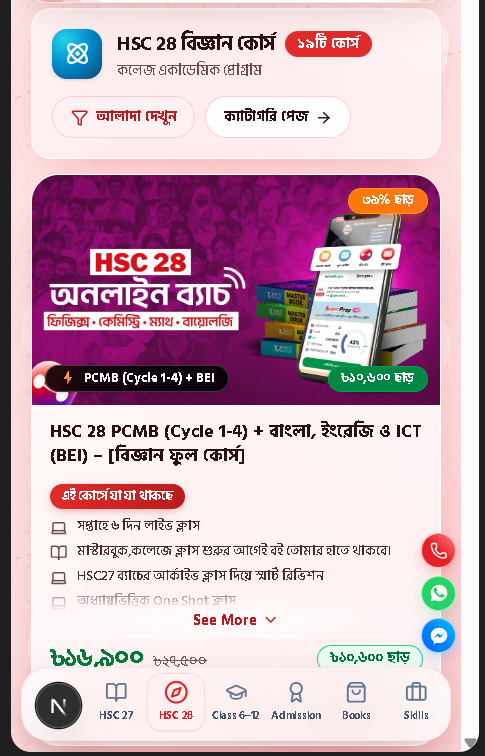 HSC 28 বিজ্ঞান কোর্স ১৯টি কোর্স
কলেজ একাডেমিক প্রোগ্রাম
আলাদা দেখুন
ক্যাটাগরি পেজ →
৩৯% ছাড়
HSC 28
অনলাইন ব্যাচ
ফিজিক্স • কেমিস্ট্রি • ম্যাথ • বায়োলজি
MASTER BOOK
PCMB (Cycle 1-4) + BEI
৳১০,৬০০ ছাড়
HSC 28 PCMB (Cycle 1-4) + বাংলা, ইংরেজি ও ICT
(BEI) – [বিজ্ঞান ফুল কোর্স]
এই কোর্সে যা যা থাকছে
সপ্তাহে ৬ দিন লাইভ ক্লাস
মাস্টারবুক,কলেজে ক্লাস শুরুর আগেই বই তোমার হাতে থাকবে।
HSC27 ব্যাচের আর্কাইভ ক্লাস দিয়ে স্মার্ট রিভিশন
অধ্যায়ভিত্তিক One Shot ক্লাস
See More
৳১৬,৯০০ ৳২৭,৫০০
৳১০,৬০০ ছাড়
N
HSC 27
HSC 28
Class 6–12
Admission
Books
Skills